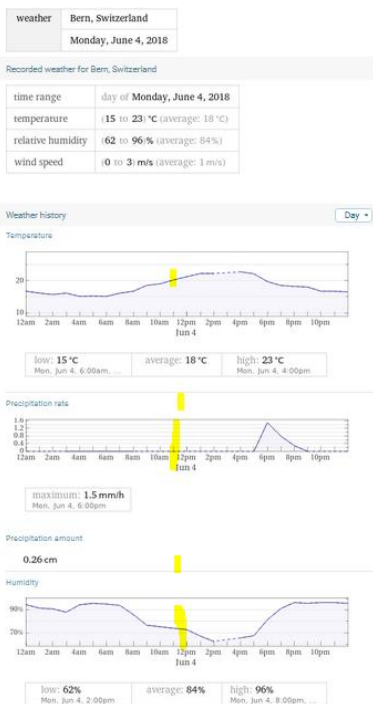 weather Bern, Switzerland
Monday, June 4, 2018
Recorded weather for Bern, Switzerland
time range day of Monday, June 4, 2018
temperature (15 to 23) °C (average: 18 °C)
relative humidity (62 to 96)% (average: 84%)
wind speed (0 to 3) m/s (average: 1 m/s)
Weather history Day
Temperature
20
10
12am 2am 4am 6am 8am 10am 12pm 2pm 4pm 6pm 8pm 10pm
Jun 4
low: 15 °C average: 18 °C high: 23 °C
Mon, Jun 4, 6:00am, ... Mon, Jun 4, 4:00pm
Precipitation rate
1.6
1.2
0.8
0.4
0
12am 2am 4am 6am 8am 10am 12pm 2pm 4pm 6pm 8pm 10pm
Jun 4
maximum: 1.5 mm/h
Mon, Jun 4, 6:00pm
Precipitation amount
0.26 cm
Humidity
90%
70%
12am 2am 4am 6am 8am 10am 12pm 2pm 4pm 6pm 8pm 10pm
Jun 4
low: 62% average: 84% high: 96%
Mon, Jun 4, 2:00pm Mon, Jun 4, 8:00pm, ...